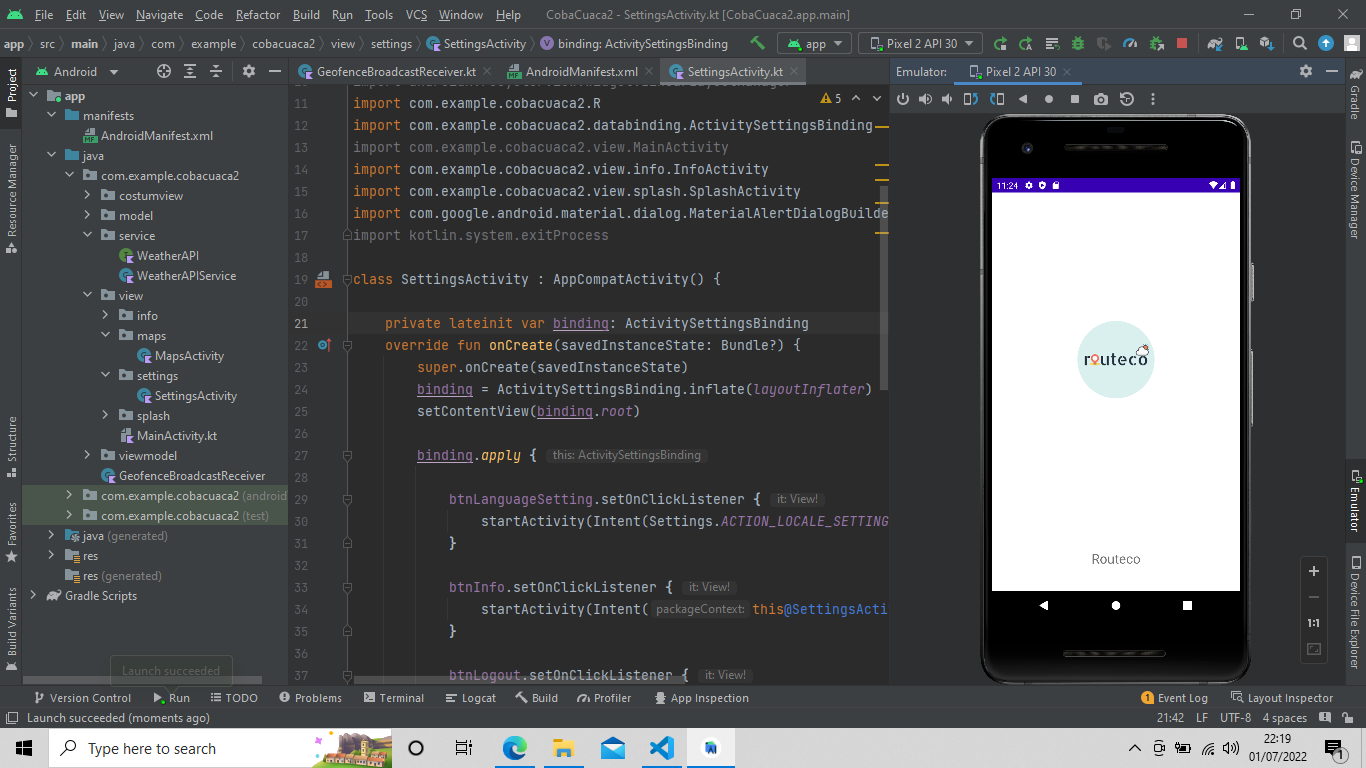 File Edit View Navigate Code Refactor Build Run Tools VCS Window Help CobaCuaca2 - SettingsActivity.kt [CobaCuaca2.app.main]
app src main java com example cobacuaca2 view settings SettingsActivity binding: ActivitySettingsBinding app Pixel 2 API 30
Android GeofenceBroadcastReceiver.kt AndroidManifest.xml SettingsActivity.kt Emulator: Pixel 2 API 30
Project
Resource Manager
Structure
Favorites
Build Variants
app
manifests
AndroidManifest.xml
java
com.example.cobacuaca2
costumview
model
service
WeatherAPI
WeatherAPIService
view
info
maps
MapsActivity
settings
SettingsActivity
splash
MainActivity.kt
viewmodel
GeofenceBroadcastReceiver
com.example.cobacuaca2 (android
com.example.cobacuaca2 (test)
java (generated)
res
res (generated)
Gradle Scripts
Launch succeeded
5
11 import com.example.cobacuaca2.R
12 import com.example.cobacuaca2.databinding.ActivitySettingsBinding
13 import com.example.cobacuaca2.view.MainActivity
14 import com.example.cobacuaca2.view.info.InfoActivity
15 import com.example.cobacuaca2.view.splash.SplashActivity
16 import com.google.android.material.dialog.MaterialAlertDialogBuilde
17 import kotlin.system.exitProcess
18
19 class SettingsActivity : AppCompatActivity() {
20
21 private lateinit var binding: ActivitySettingsBinding
22 override fun onCreate(savedInstanceState: Bundle?) {
23 super.onCreate(savedInstanceState)
24 binding = ActivitySettingsBinding.inflate(layoutInflater)
25 setContentView(binding.root)
26
27 binding.apply { this: ActivitySettingsBinding
28
29 btnLanguageSetting.setOnClickListener { it: View!
30 startActivity(Intent(Settings.ACTION_LOCALE_SETTING
31 }
32
33 btnInfo.setOnClickListener { it: View!
34 startActivity(Intent( packageContext: this@SettingsActi
35 }
36
37 btnLogout.setOnClickListener { it: View!
11:24
routeco
Routeco
1:1
Gradle
Device Manager
Emulator
Device File Explorer
Version Control Run TODO Problems Terminal Logcat Build Profiler App Inspection 1 Event Log Layout Inspector
Launch succeeded (moments ago) 21:42 LF UTF-8 4 spaces
Type here to search 22:19
01/07/2022 1